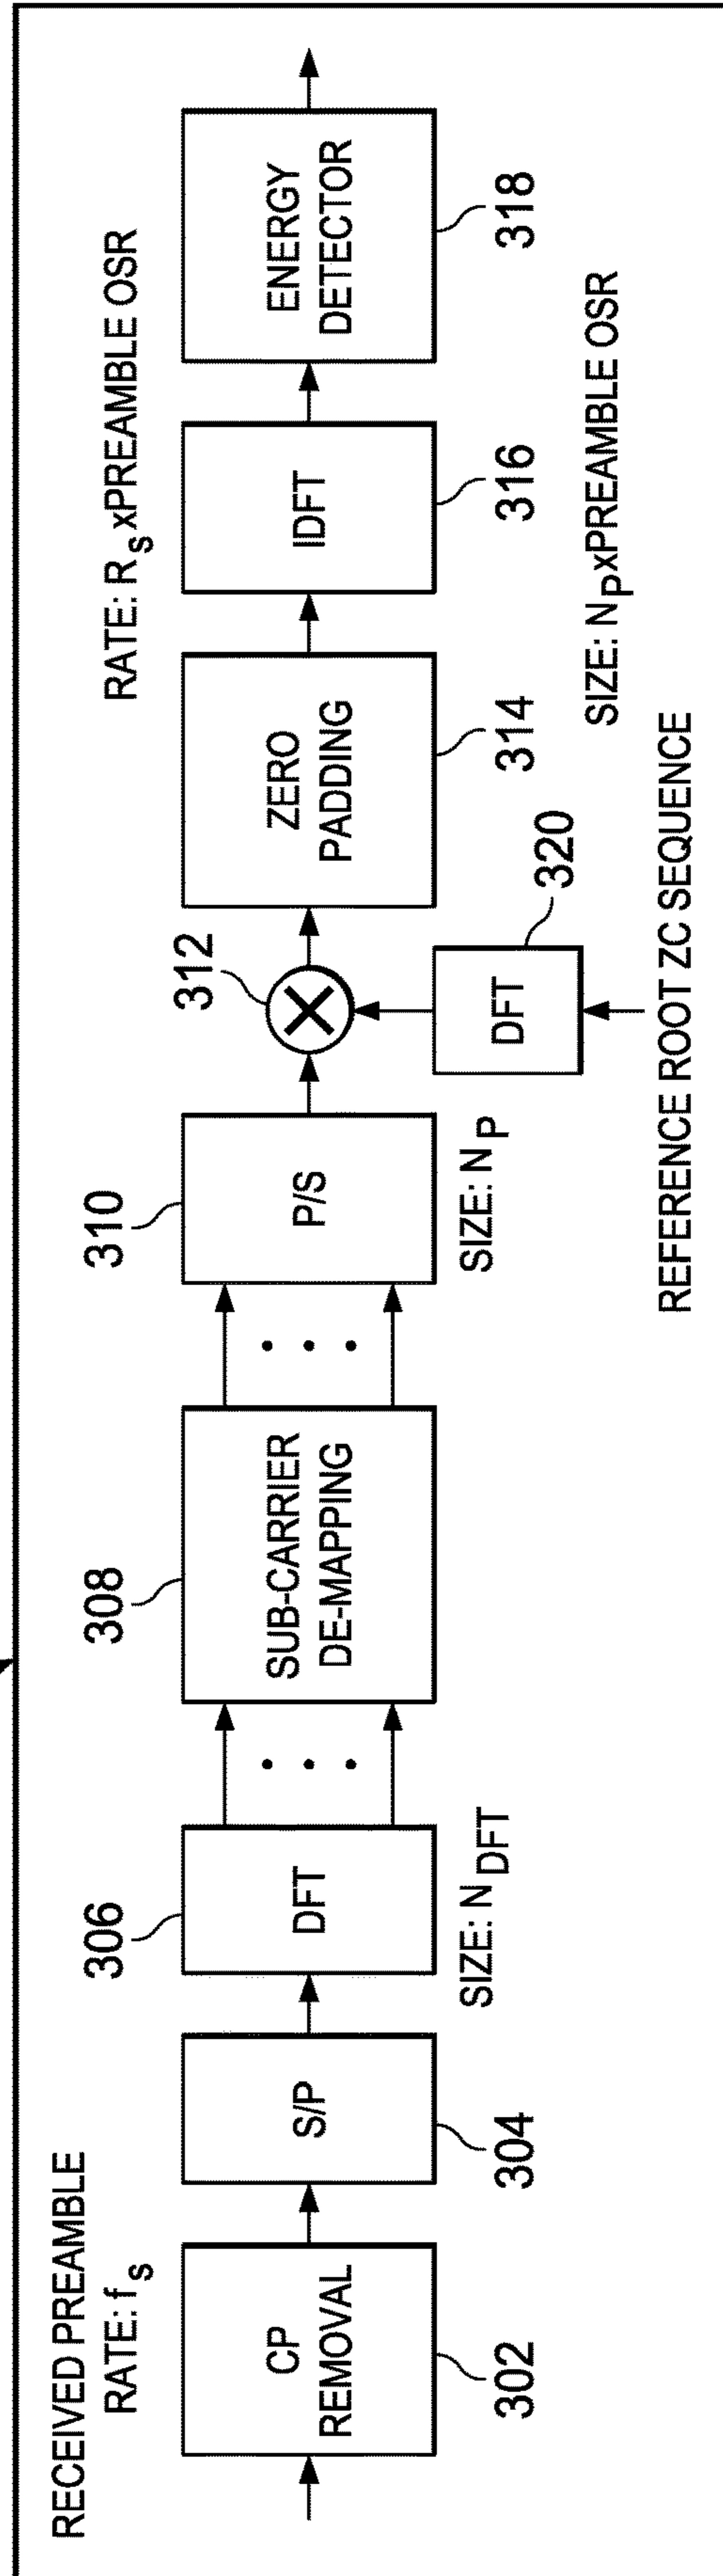 RECEIVED PREAMBLE
RATE: fs
CP
REMOVAL
302
S/P
304
306
DFT
SIZE: NDFT
308
SUB-CARRIER
DE-MAPPING
310
P/S
SIZE: NP
312
DFT
320
REFERENCE ROOT ZC SEQUENCE
ZERO
PADDING
314
RATE: RsxPREAMBLE OSR
IDFT
316
SIZE: NPxPREAMBLE OSR
ENERGY
DETECTOR
318